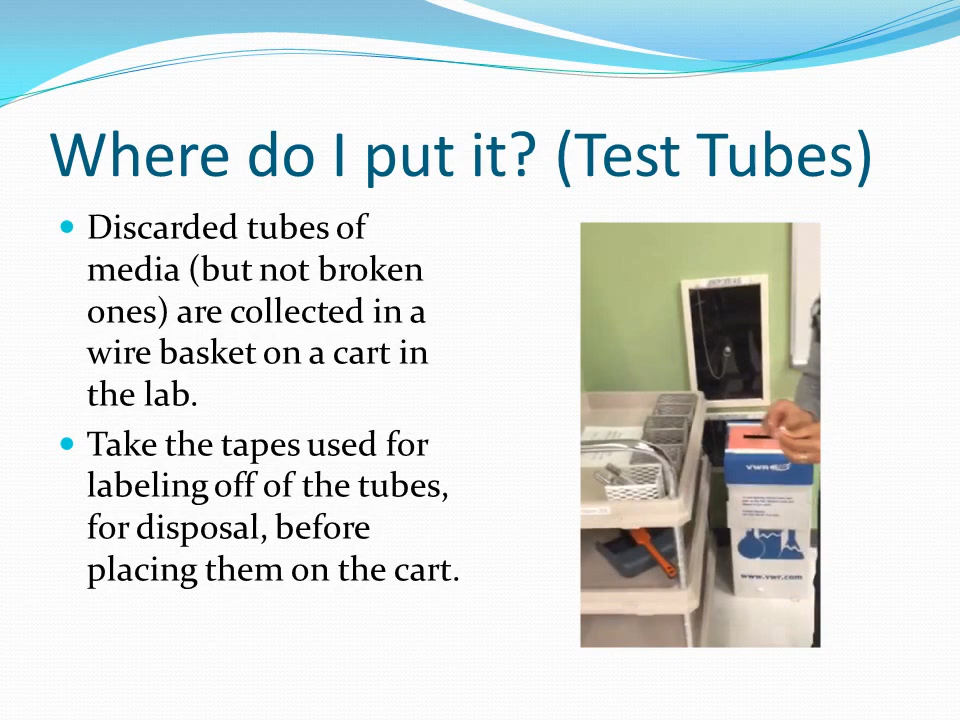 Where do I put it? (Test Tubes)
Discarded tubes of
media (but not broken
ones) are collected in a
wire basket on a cart in
the lab.
Take the tapes used for
labeling off of the tubes,
for disposal, before
placing them on the cart.
VWR
www.vwr.com